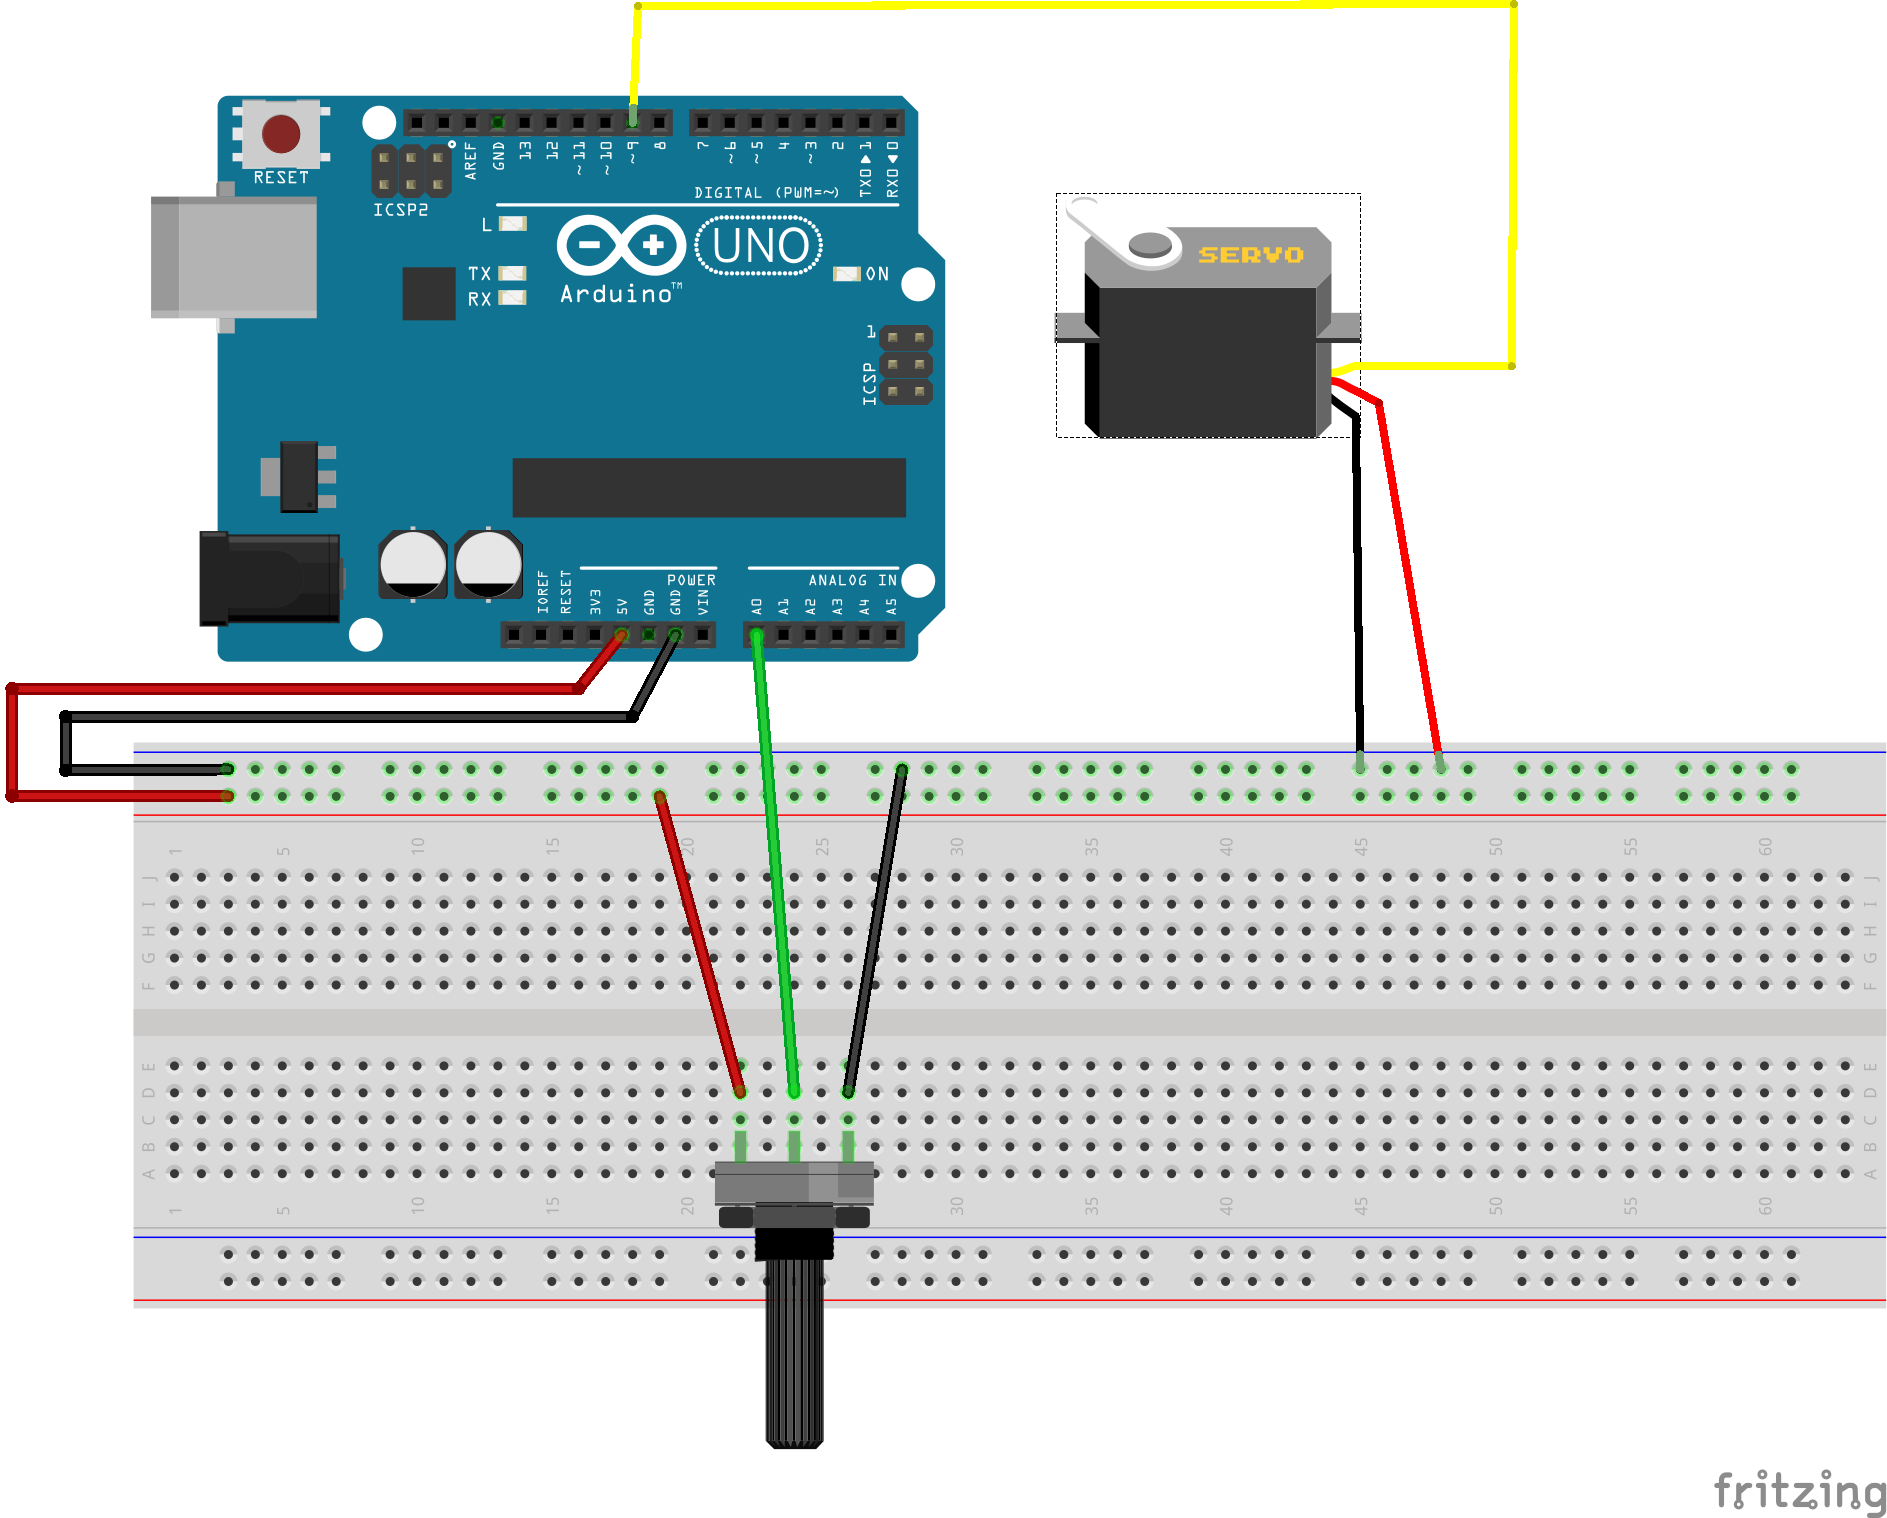 RESET
ICSP2
AREF
GND
13
12
~11
~10
~9
8
7
~6
~5
4
~3
2
TX0▶1
RX0◀0
DIGITAL (PWM=~)
L
TX
RX
UNO
ON
Arduino™
1
ICSP
SERVO
IOREF
RESET
3V3
5V
GND
GND
VIN
POWER
A0
A1
A2
A3
A4
A5
ANALOG IN
1 5 10 15 20 25 30 35 40 45 50 55 60
J J
I I
H H
G G
F F
E E
D D
C C
B B
A A
1 5 10 15 20 30 35 40 45 50 55 60
fritzing